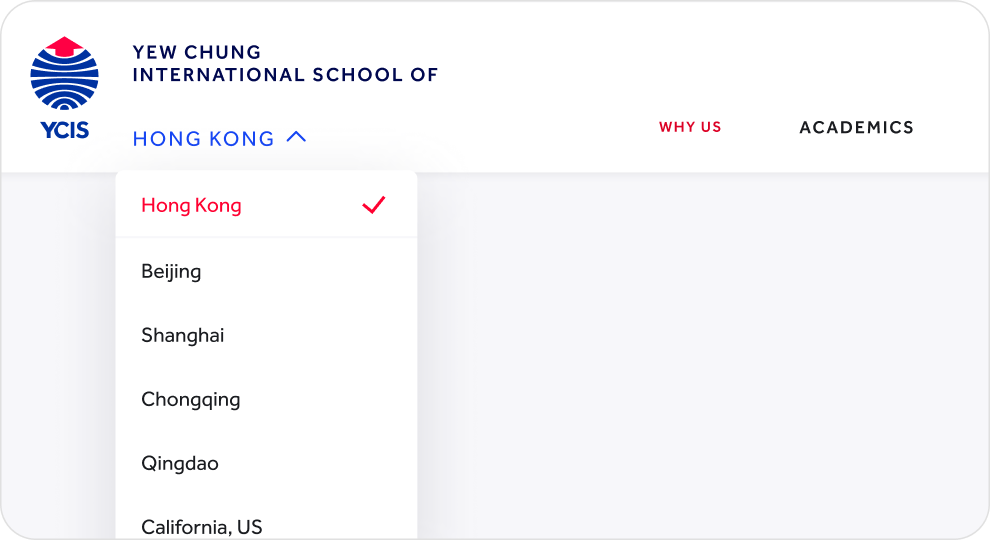 YEW CHUNG
INTERNATIONAL SCHOOL OF
YCIS
HONG KONG
WHY US
ACADEMICS
Hong Kong
Beijing
Shanghai
Chongqing
Qingdao
California, US